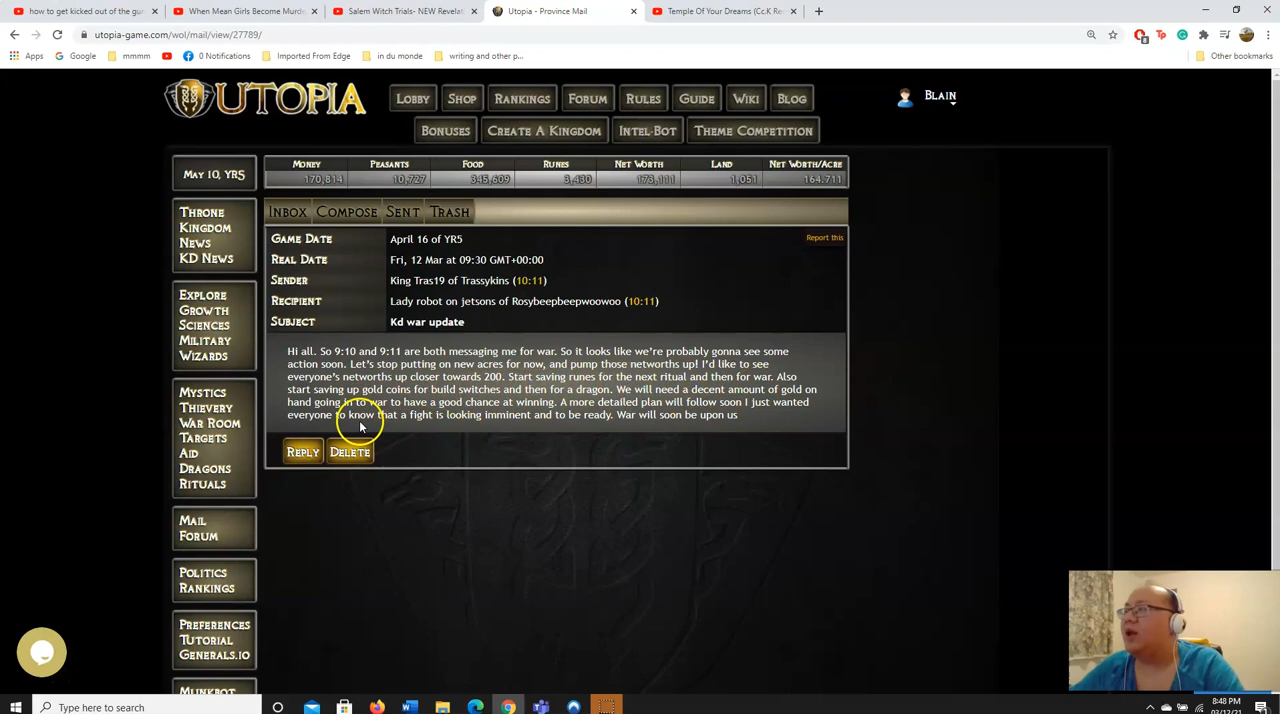 how to get kicked out of the gu
When Mean Girls Become Murde
Salem Witch Trials- NEW Revelat
Utopia - Province Mail
Temple Of Your Dreams (Cc.K Re
utopia-game.com/wol/mail/view/27789/
Apps
Google
mmmm
0 Notifications
Imported From Edge
in du monde
writing and other p...
Other bookmarks
UTOPIA
Lobby
Shop
Rankings
Forum
Rules
Guide
Wiki
Blog
Blain
Bonuses
Create A Kingdom
Intel-Bot
Theme Competition
May 10, YR5
Money
Peasants
Food
Runes
Net Worth
Land
Net Worth/Acre
170,814
10,727
345,609
3,430
173,111
1,051
164.711
Throne
Kingdom
News
KD News
Explore
Growth
Sciences
Military
Wizards
Mystics
Thievery
War Room
Targets
Aid
Dragons
Rituals
Mail
Forum
Politics
Rankings
Preferences
Tutorial
Generals.io
Munkbot
Inbox
Compose
Sent
Trash
Game Date
April 16 of YR5
Report this
Real Date
Fri, 12 Mar at 09:30 GMT+00:00
Sender
King Tras19 of Trassykins (10:11)
Recipient
Lady robot on jetsons of Rosybeepbeepwoowoo (10:11)
Subject
Kd war update
Hi all. So 9:10 and 9:11 are both messaging me for war. So it looks like we're probably gonna see some
action soon. Let's stop putting on new acres for now, and pump those networths up! I'd like to see
everyone's networths up closer towards 200. Start saving runes for the next ritual and then for war. Also
start saving up gold coins for build switches and then for a dragon. We will need a decent amount of gold on
hand going in to war to have a good chance at winning. A more detailed plan will follow soon I just wanted
everyone to know that a fight is looking imminent and to be ready. War will soon be upon us
Reply
Delete
Type here to search
8:48 PM
03/12/21